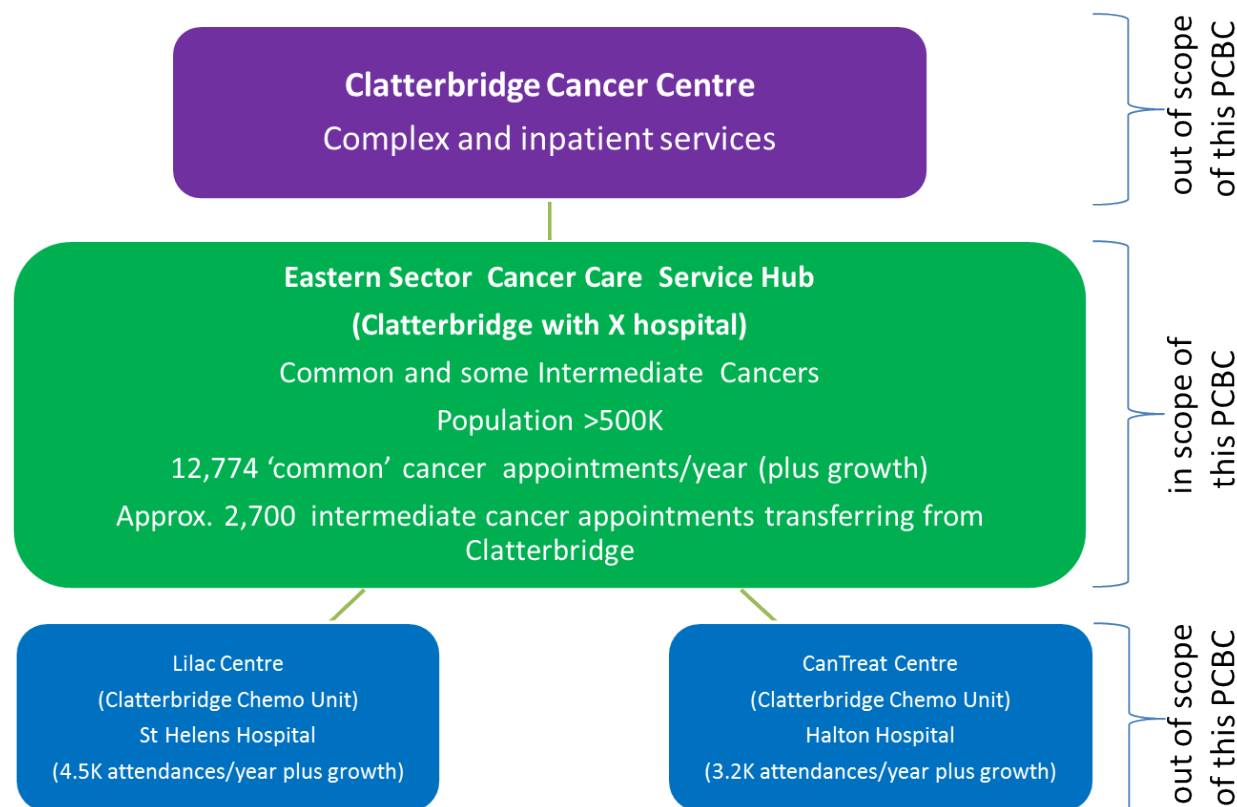 Clatterbridge Cancer Centre
Complex and inpatient services
out of scope
of this PCBC
Eastern Sector Cancer Care Service Hub
(Clatterbridge with X hospital)
Common and some Intermediate Cancers
Population >500K
12,774 ‘common’ cancer appointments/year (plus growth)
Approx. 2,700 intermediate cancer appointments transferring from
Clatterbridge
in scope of
this PCBC
Lilac Centre
(Clatterbridge Chemo Unit)
St Helens Hospital
(4.5K attendances/year plus growth)
CanTreat Centre
(Clatterbridge Chemo Unit)
Halton Hospital
(3.2K attendances/year plus growth)
out of scope
of this PCBC